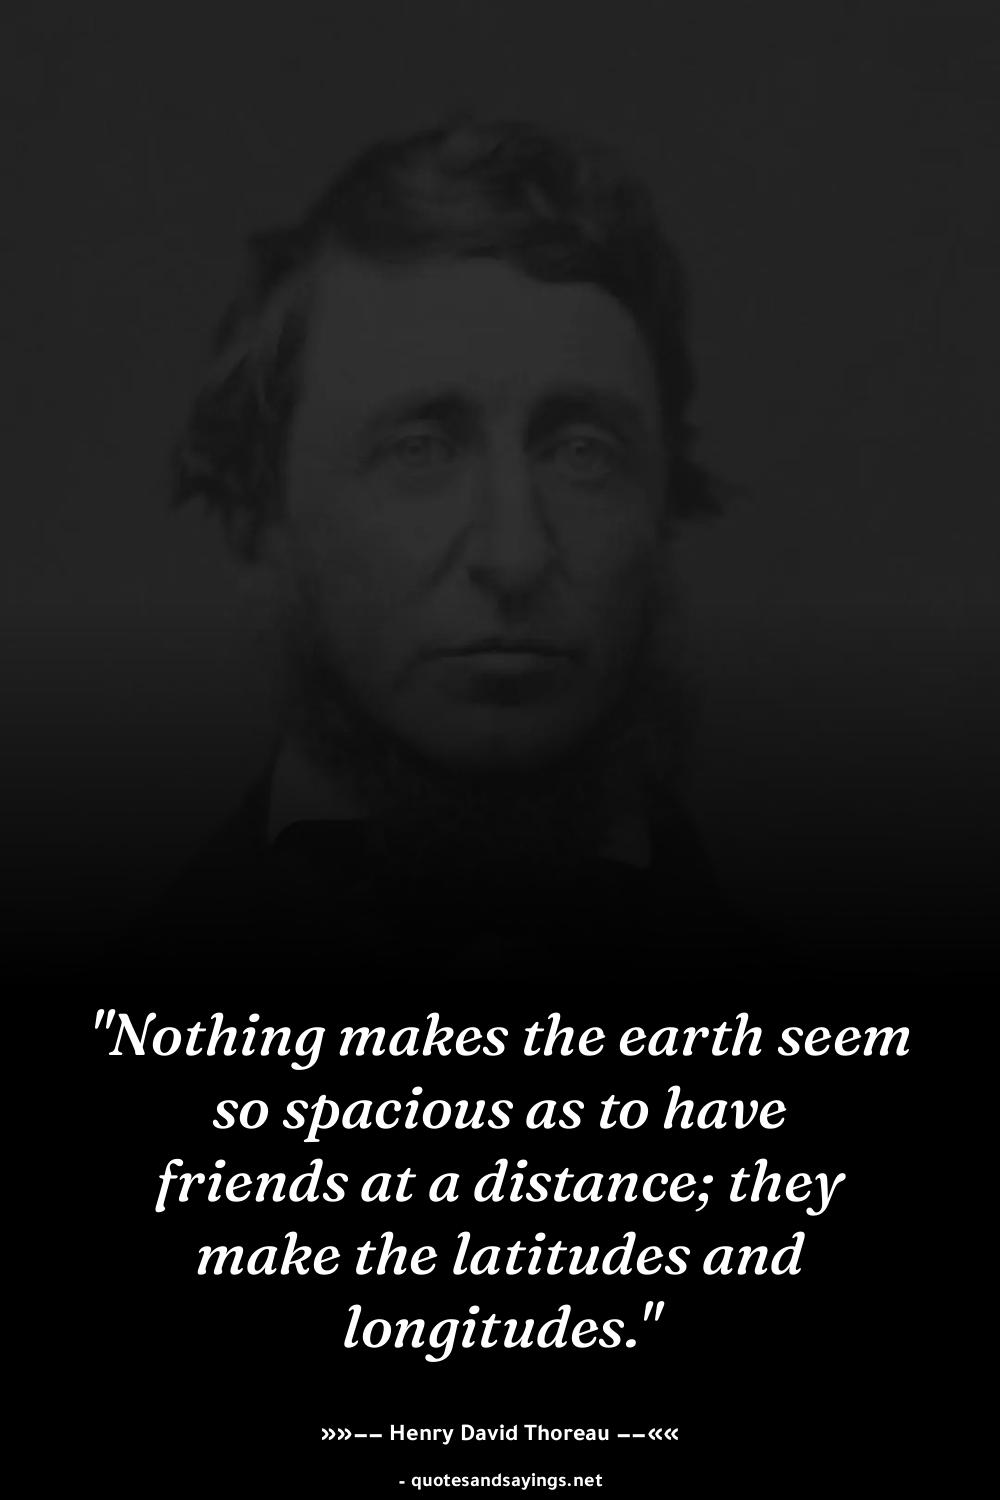 "Nothing makes the earth seem
so spacious as to have
friends at a distance; they
make the latitudes and
longitudes."
»»−− Henry David Thoreau −−««
- quotesandsayings.net